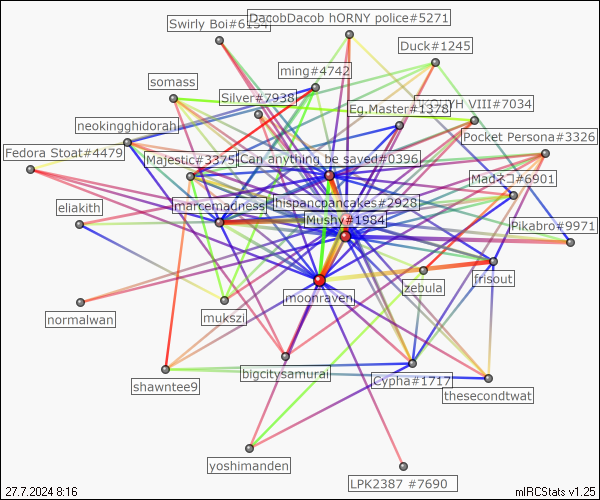 Swirly Boi#6154
DacobDacob hORNY police#5271
Duck#1245
ming#4742
somass
Silver#7938
Eg.Master#1378
VIII#7034
neokingghidorah
Pocket Persona#3326
Fedora Stoat#4479
Majestic#3375
Can anything be saved#0396
Madネコ#6901
eliakith
marcemadness
hispancpancakes#2928
Mushy#1984
Pikabro#9971
frisout
zebula
moonraven
normalwan
mukszi
shawntee9
bigcitysamurai
Cypha#1717
thesecondtwat
yoshimanden
LPK2387 #7690
27.7.2024 8:16
mIRCStats v1.25